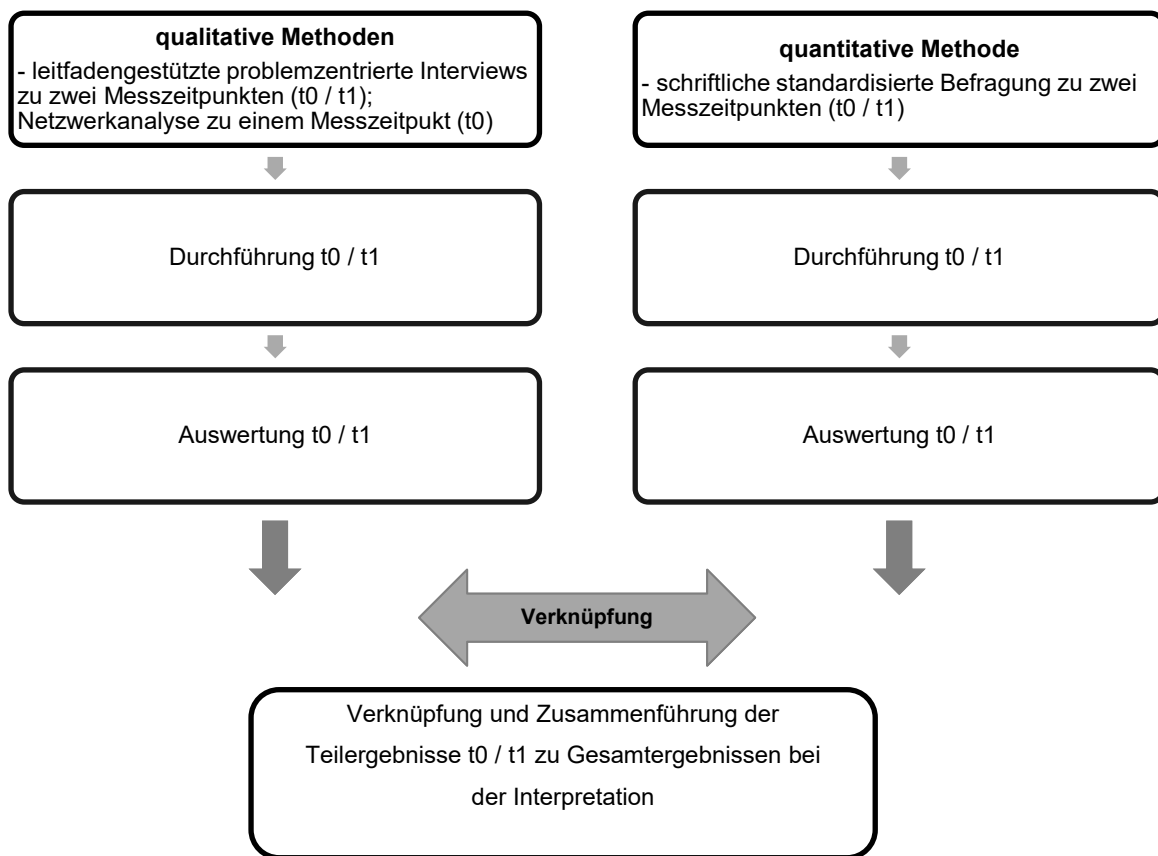 qualitative Methoden
- leitfadengestützte problemzentrierte Interviews
zu zwei Messzeitpunkten (t0 / t1);
Netzwerkanalyse zu einem Messzeitpukt (t0)
quantitative Methode
- schriftliche standardisierte Befragung zu zwei
Messzeitpunkten (t0 / t1)
Durchführung t0 / t1
Durchführung t0 / t1
Auswertung t0 / t1
Auswertung t0 / t1
Verknüpfung
Verknüpfung und Zusammenführung der
Teilergebnisse t0 / t1 zu Gesamtergebnissen bei
der Interpretation